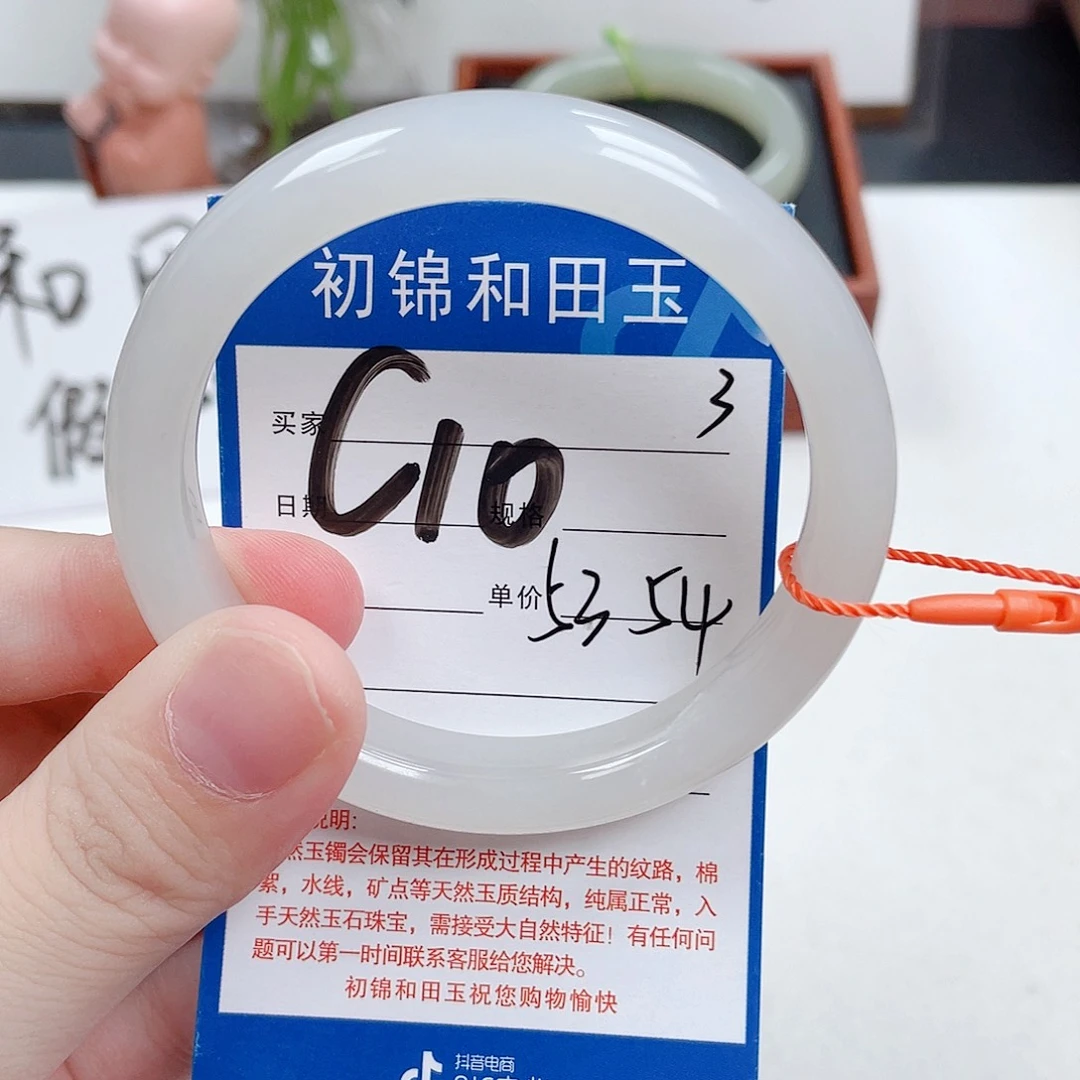 初锦和田玉
买家 C10 3
日期 规格
单价 53 54
和田
说明:
然玉镯会保留其在形成过程中产生的纹路，棉
絮，水线，矿点等天然玉质结构，纯属正常，入
手天然玉石珠宝，需接受大自然特征！有任何问
题可以第一时间联系客服给您解决。
初锦和田玉祝您购物愉快
抖音电商